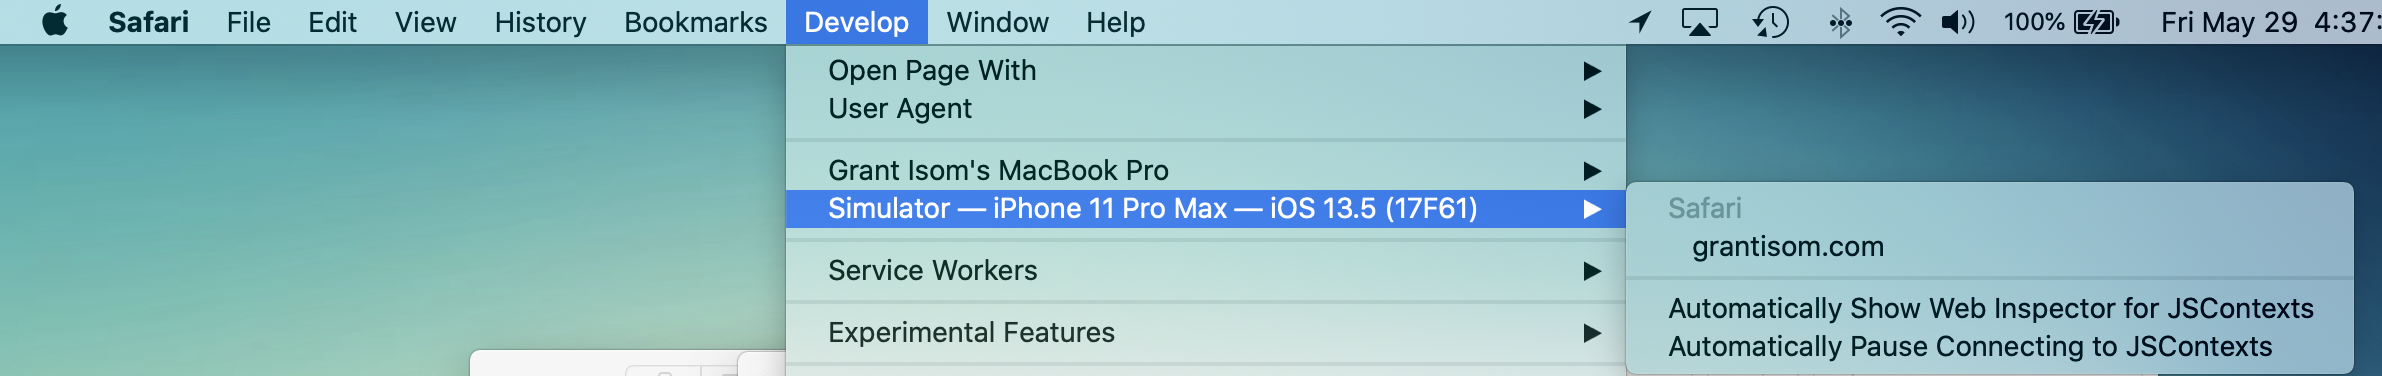 Safari File Edit View History Bookmarks Develop Window Help 100% Fri May 29 4:37:
Open Page With
User Agent
Grant Isom's MacBook Pro
Simulator — iPhone 11 Pro Max — iOS 13.5 (17F61)
Safari
grantisom.com
Service Workers
Automatically Show Web Inspector for JSContexts
Experimental Features
Automatically Pause Connecting to JSContexts